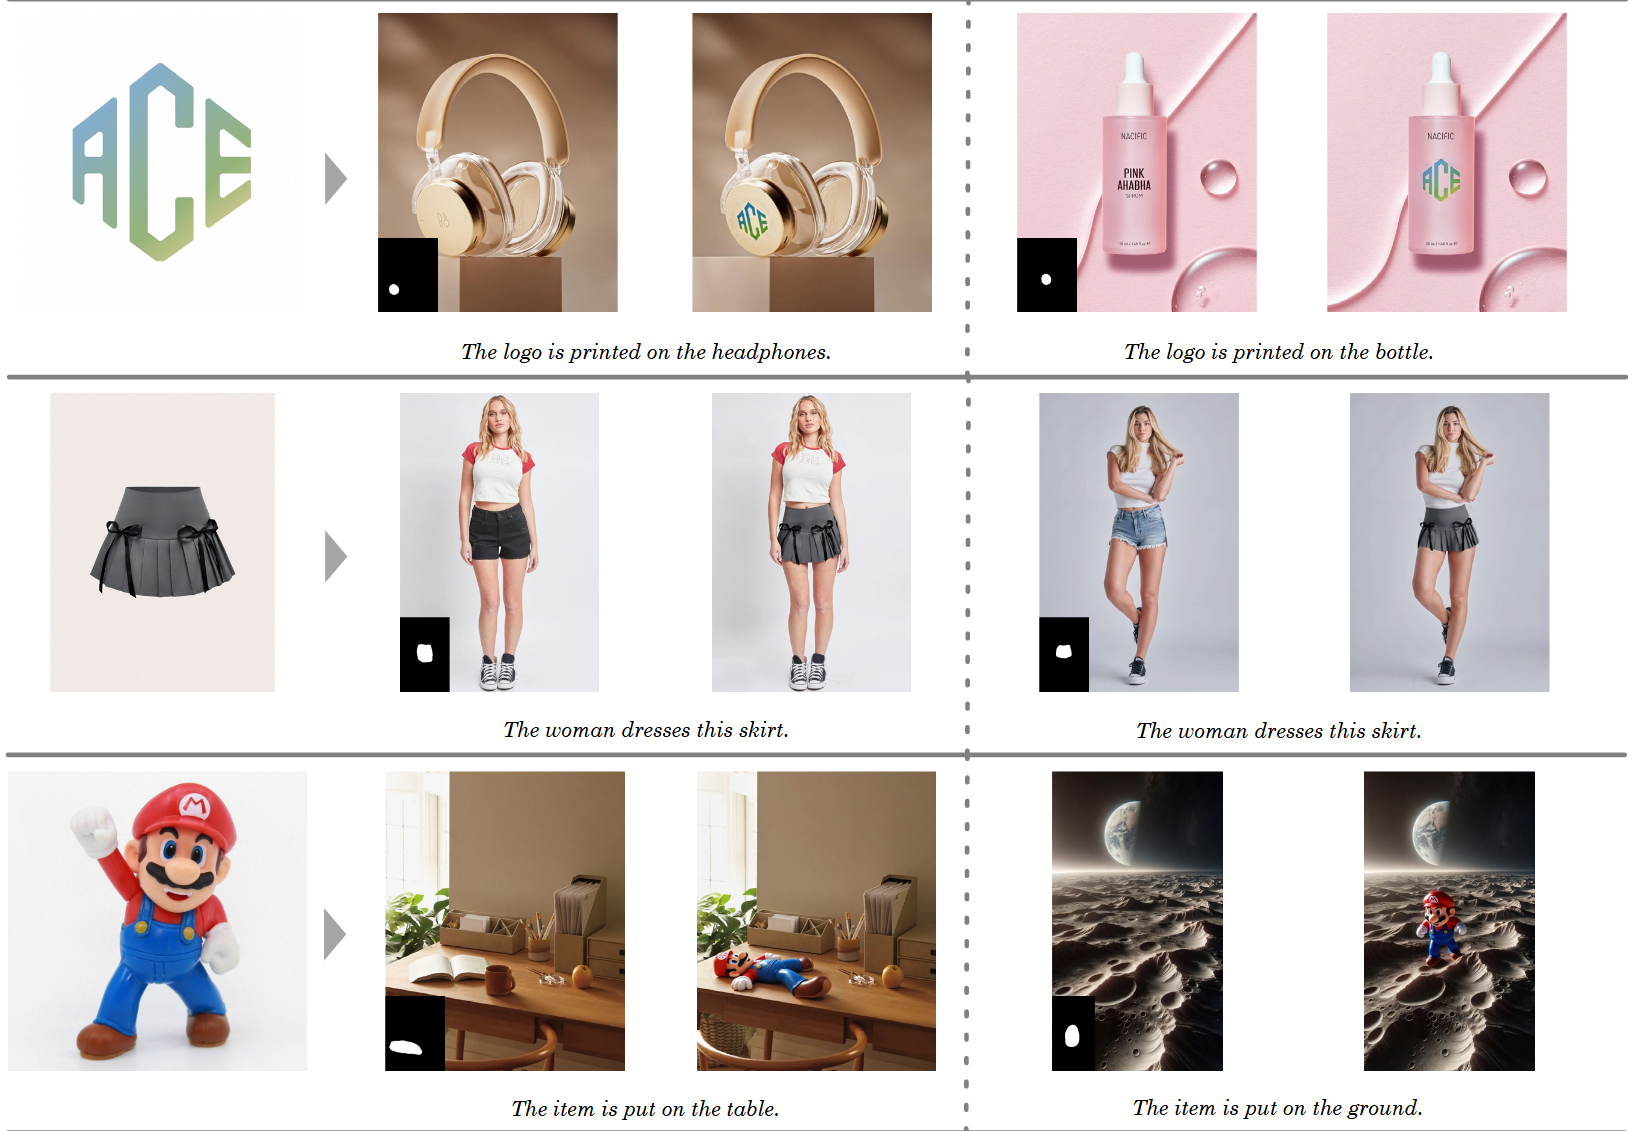 ACE
ACE
NACIFIC
PINK
AHABHA
SERUM
NACIFIC
ACE
The logo is printed on the headphones.
The logo is printed on the bottle.
The woman dresses this skirt.
The woman dresses this skirt.
M
The item is put on the table.
The item is put on the ground.